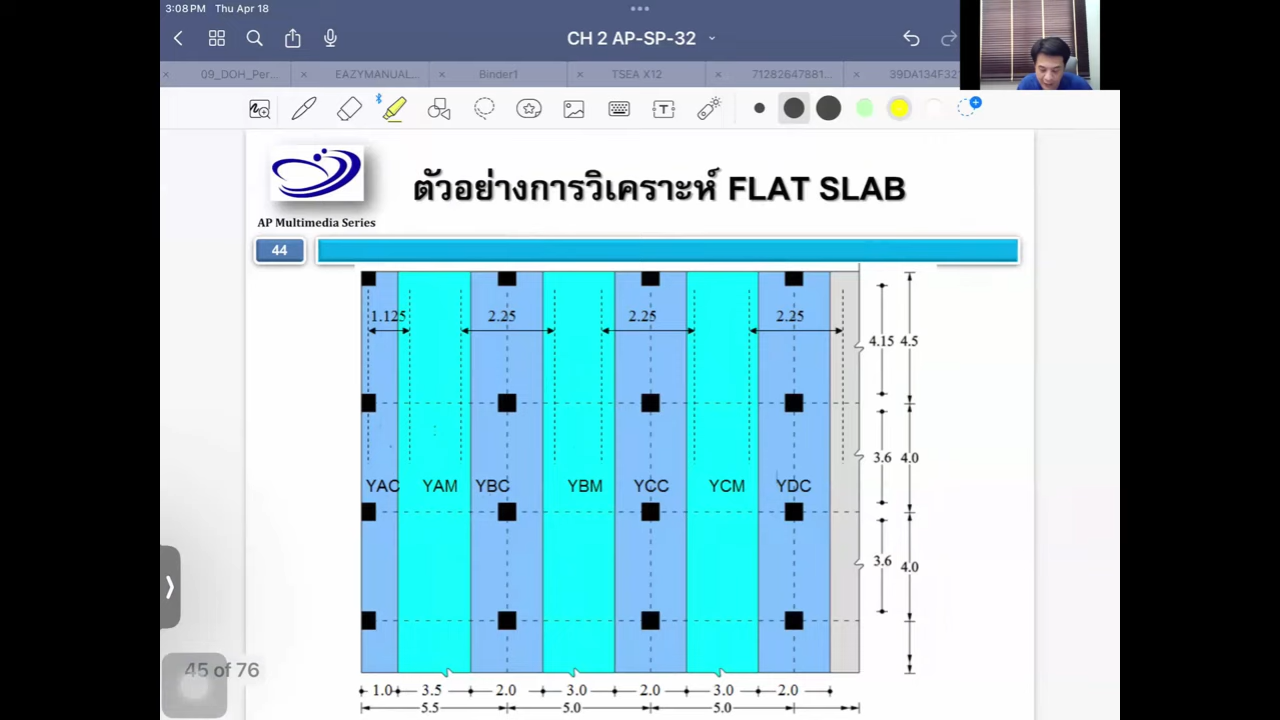 3:08 PM Thu Apr 18
CH 2 AP-SP-32
09_DOH_Per... EAZYMANUAL... Binder1 TSEA X12 71282647881... 39DA134F321
ตัวอย่างการวิเคราะห์ FLAT SLAB
AP Multimedia Series
44
1.125 2.25 2.25 2.25
4.15 4.5
3.6 4.0
YAC YAM YBC YBM YCC YCM YDC
3.6 4.0
45 of 76
1.0 3.5 2.0 3.0 2.0 3.0 2.0
5.5 5.0 5.0